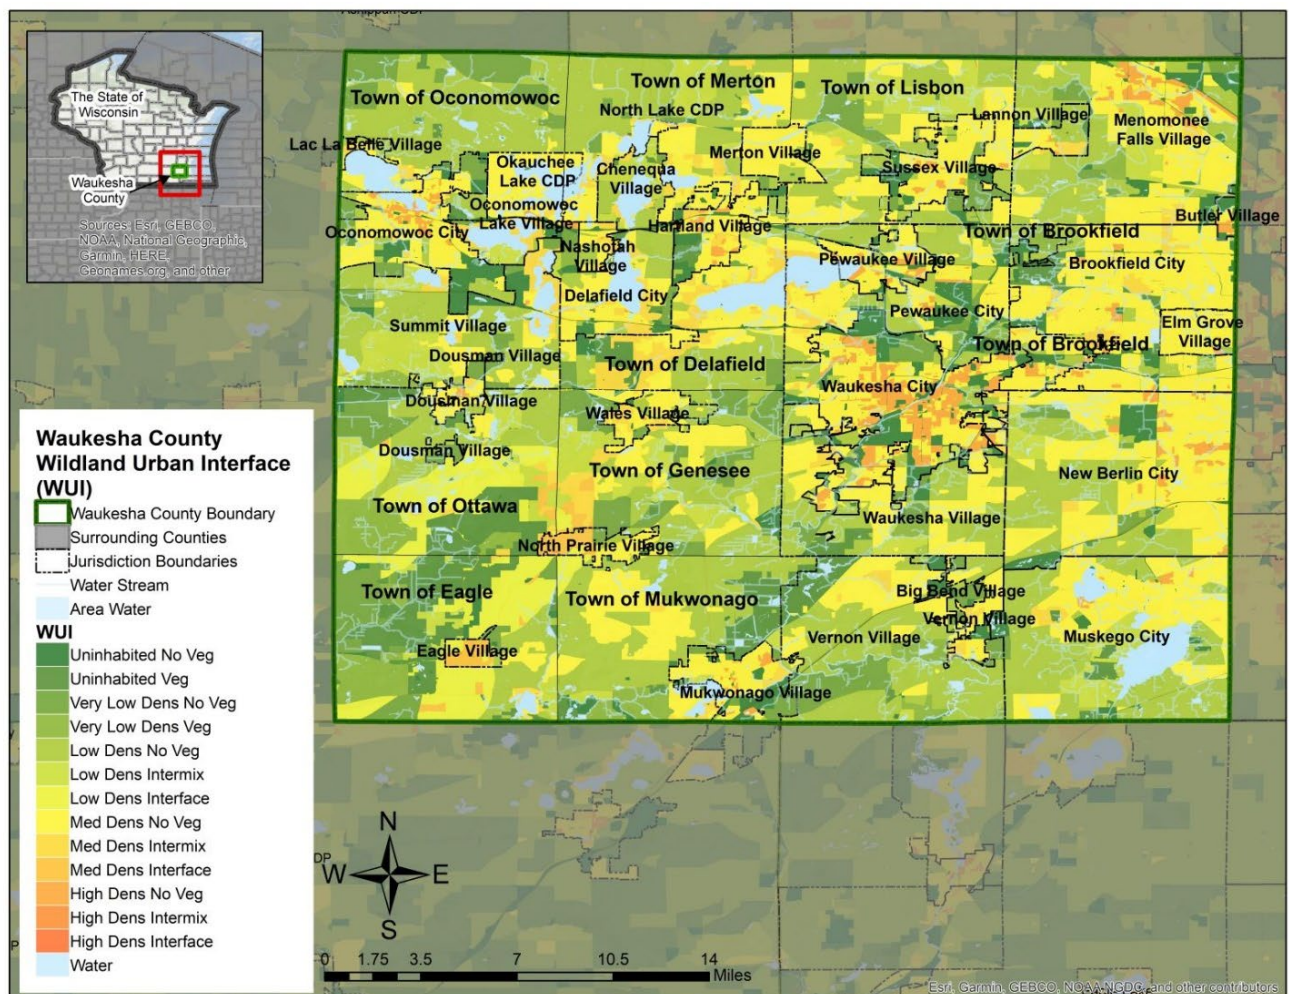 The State of
Wisconsin
Waukesha
County
Sources: Esri, GEBCO,
NOAA, National Geographic,
Garmin, HERE,
Geonames.org, and other
Town of Oconomowoc
Town of Merton
Town of Lisbon
North Lake CDP
Lannon Village
Menomonee
Falls Village
Lac La Belle Village
Okauchee
Lake CDP
Chenequa
Village
Merton Village
Sussex Village
Oconomowoc
Lake Village
Oconomowoc City
Nashotah
Village
Hartland Village
Butler Village
Town of Brookfield
Pewaukee Village
Brookfield City
Delafield City
Pewaukee City
Summit Village
Elm Grove
Village
Dousman Village
Town of Delafield
Town of Brookfield
Waukesha City
Dousman Village
Wales Village
Dousman Village
Town of Genesee
New Berlin City
Town of Ottawa
Waukesha Village
North Prairie Village
Town of Eagle
Town of Mukwonago
Big Bend Village
Vernon Village
Vernon Village
Muskego City
Eagle Village
Mukwonago Village
Waukesha County
Wildland Urban Interface
(WUI)
Waukesha County Boundary
Surrounding Counties
Jurisdiction Boundaries
Water Stream
Area Water
WUI
Uninhabited No Veg
Uninhabited Veg
Very Low Dens No Veg
Very Low Dens Veg
Low Dens No Veg
Low Dens Intermix
Low Dens Interface
Med Dens No Veg
Med Dens Intermix
Med Dens Interface
High Dens No Veg
High Dens Intermix
High Dens Interface
Water
N
W E
S
0 1.75 3.5 7 10.5 14
Miles
Esri, Garmin, GEBCO, NOAA NGDC, and other contributors